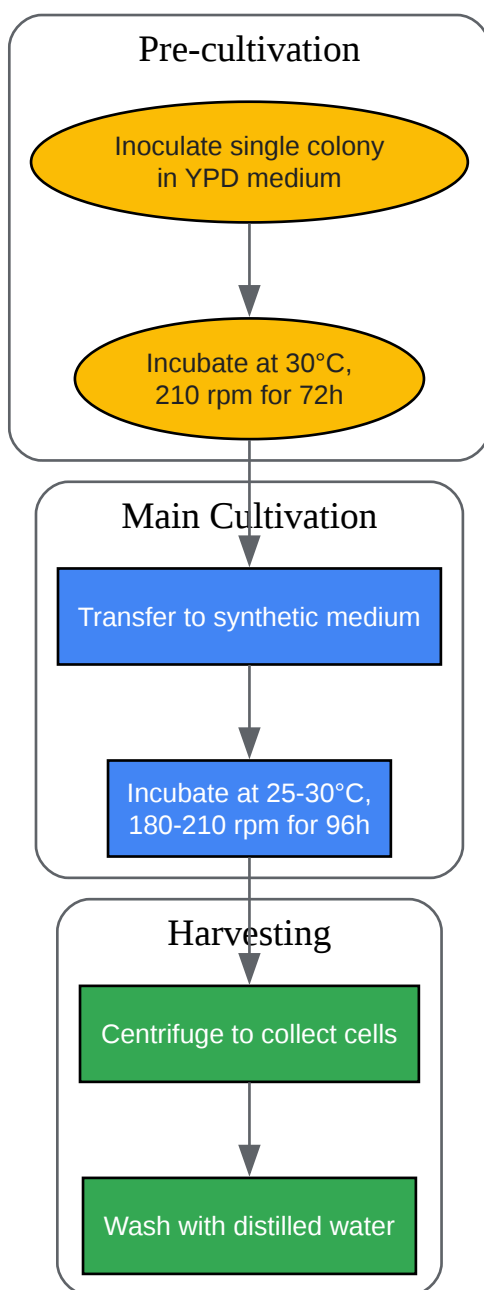 Pre-cultivation
Inoculate single colony
in YPD medium
Incubate at 30°C,
210 rpm for 72h
Main Cultivation
Transfer to synthetic medium
Incubate at 25-30°C,
180-210 rpm for 96h
Harvesting
Centrifuge to collect cells
Wash with distilled water